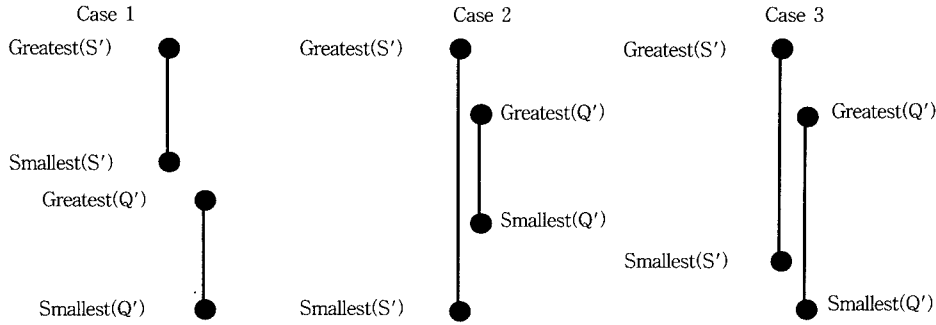 Case 1
Greatest(S′)
Smallest(S′)
Greatest(Q′)
Smallest(Q′)
Case 2
Greatest(S′)
Greatest(Q′)
Smallest(Q′)
Smallest(S′)
Case 3
Greatest(S′)
Greatest(Q′)
Smallest(S′)
Smallest(Q′)